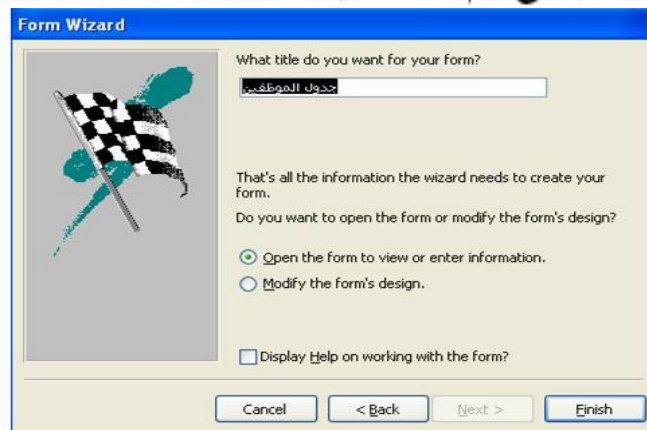 Form Wizard
What title do you want for your form?
جدول الموظفين
That's all the information the wizard needs to create your
form.
Do you want to open the form or modify the form's design?
Open the form to view or enter information.
Modify the form's design.
Display Help on working with the form?
Cancel
< Back
Next >
Finish